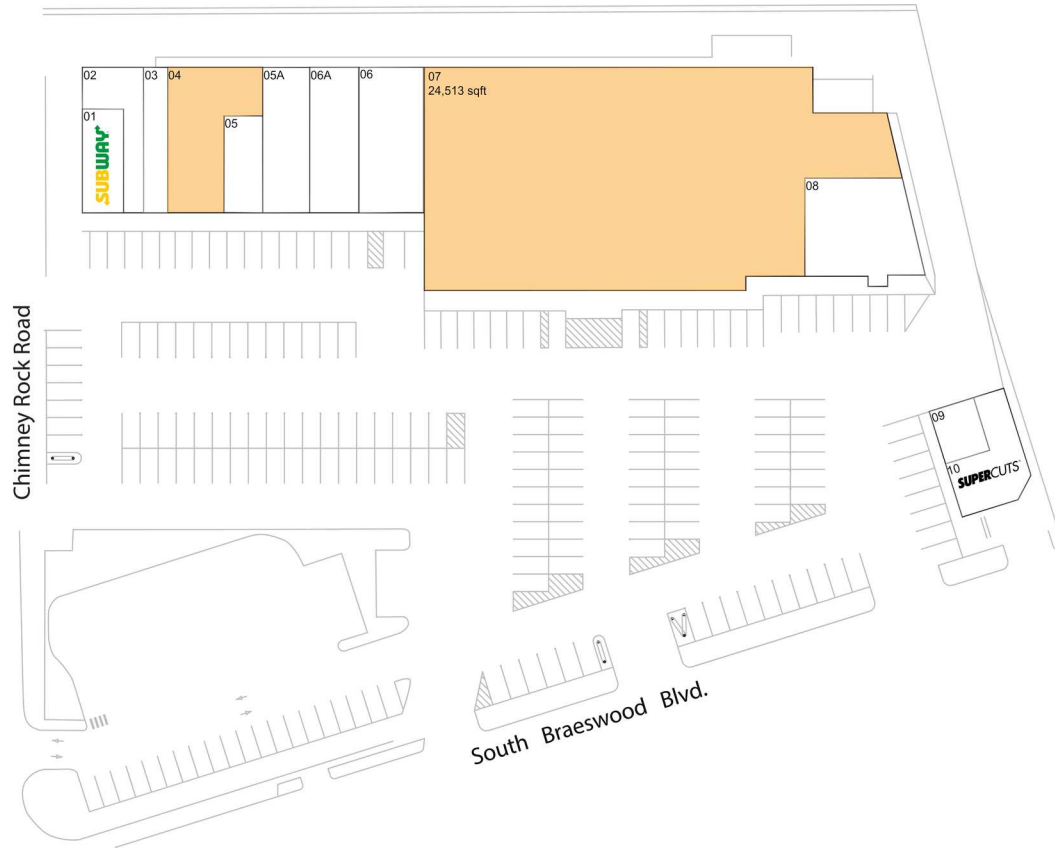 02
03
04
05A
06A
06
07
24,513 sqft
01
SUBWAY
05
08
Chimney Rock Road
09
10
SUPERCUTS
South Braeswood Blvd.